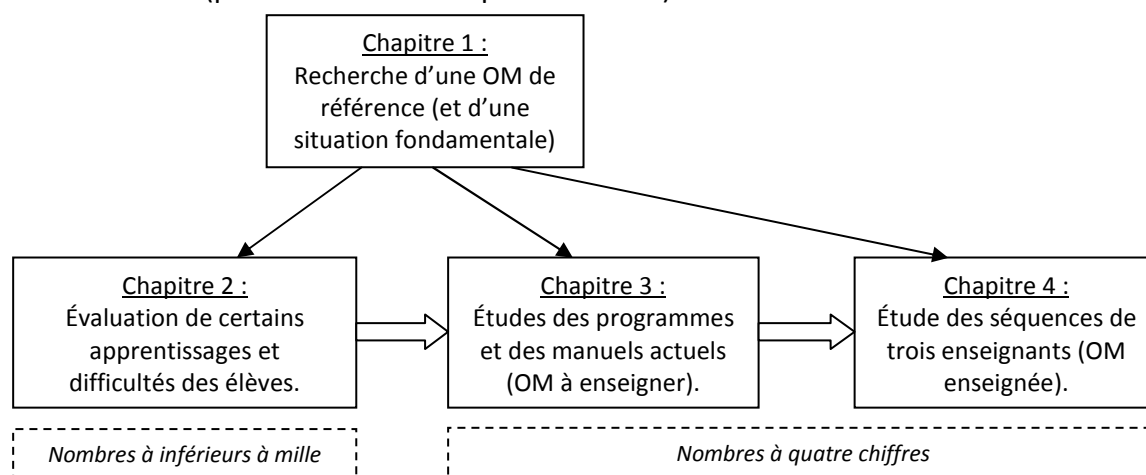 Chapitre 1 :
Recherche d'une OM de
référence (et d'une
situation fondamentale)
Chapitre 2 :
Évaluation de certains
apprentissages et
difficultés des élèves.
Chapitre 3 :
Études des programmes
et des manuels actuels
(OM à enseigner).
Chapitre 4 :
Étude des séquences de
trois enseignants (OM
enseignée).
Nombres à inférieurs à mille
Nombres à quatre chiffres